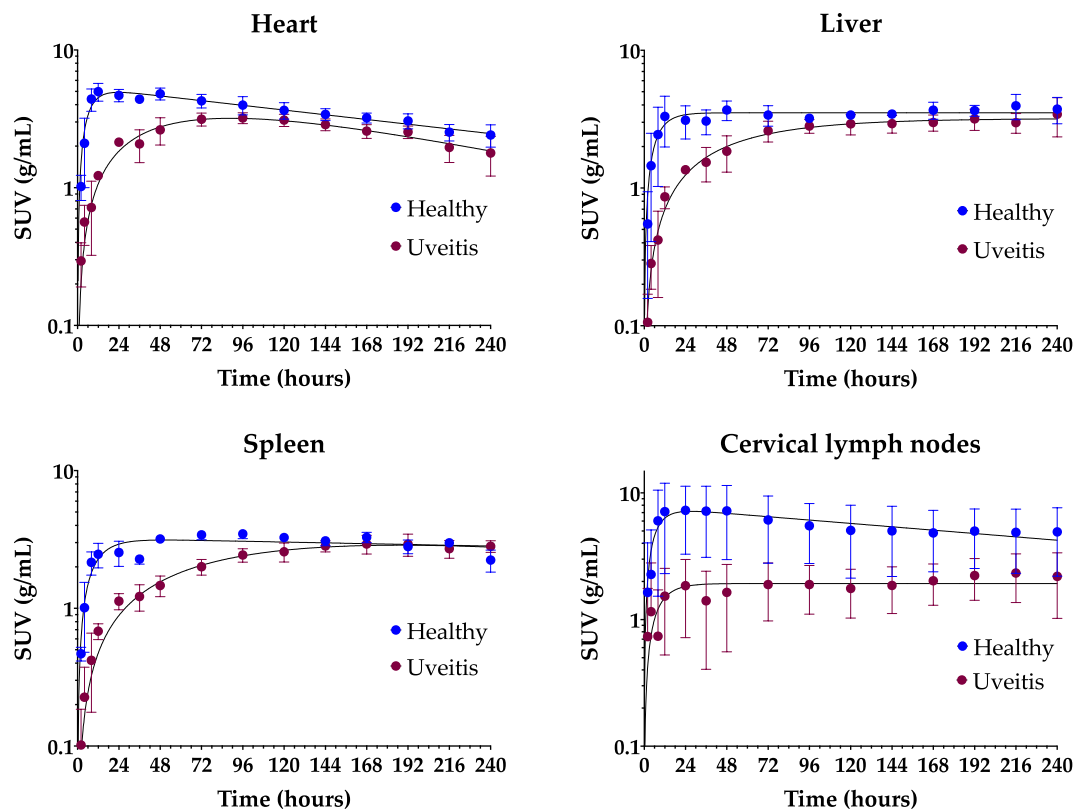 Heart
10
1
0.1
SUV (g/mL)
Healthy
Uveitis
0 24 48 72 96 120 144 168 192 216 240
Time (hours)
Liver
10
1
0.1
SUV (g/mL)
Healthy
Uveitis
0 24 48 72 96 120 144 168 192 216 240
Time (hours)
Spleen
10
1
0.1
SUV (g/mL)
Healthy
Uveitis
0 24 48 72 96 120 144 168 192 216 240
Time (hours)
Cervical lymph nodes
10
1
0.1
SUV (g/mL)
Healthy
Uveitis
0 24 48 72 96 120 144 168 192 216 240
Time (hours)